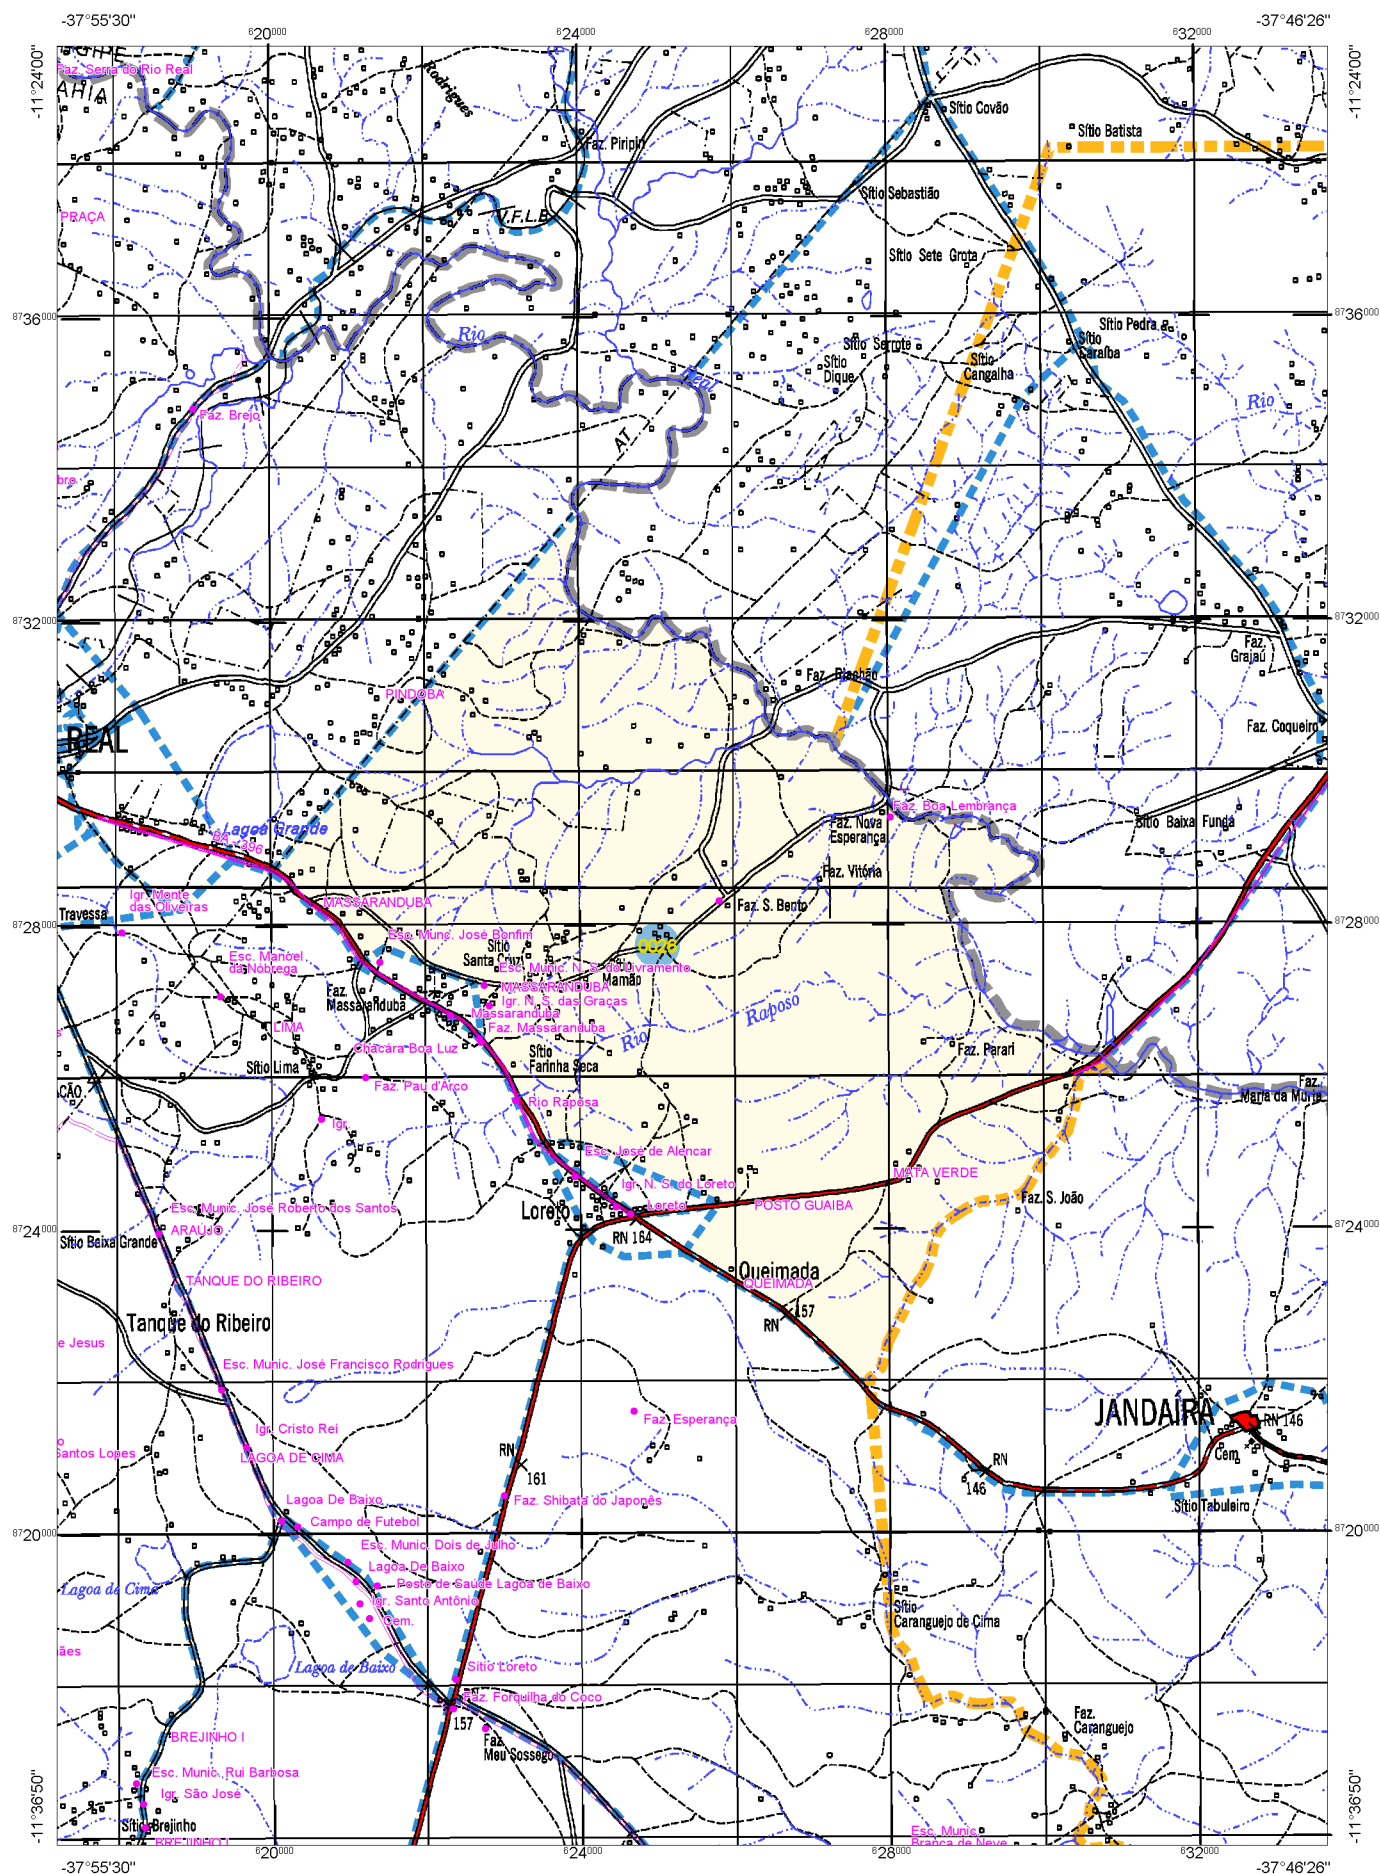 -37°55'30"
-37°46'26"
620000
624000
628000
632000
-11°24'00"
-11°24'00"
Faz. Serra do Rio Real
Rodrigues
Sítio Covão
Sítio Batista
Faz. Piripiri
Sítio Sebastião
PRAÇA
V.F.L.B
Sítio Sete Grota
8736000
8736000
Rio
Sítio Pedra
Sítio
Caraíba
Sítio Serrote
Sítio
Dique
Sítio
Cangalha
Real
Rio
Faz. Brejo
AT
bro
8732000
8732000
Faz.
Grajaú
Faz. Riachão
PINDOBA
Faz. Coqueiro
REAL
Faz. Boa Lembrança
Lagoa Grande
BA - 396
Faz. Nova
Esperança
Sítio Baixa Funda
Faz. Vitória
Igr. Monte
das Oliveiras
MASSARANDUBA
Faz. S. Bento
Travessa
8728000
8728000
Esc. Munc. José Bonfim
Sítio
Santa Cruz
0026
Esc. Manoel
da Nóbrega
Esc. Munic. N. S. do Livramento
Mamão
Faz.
Massaranduba
MASSARANDUBA
Igr. N. S. das Graças
Massaranduba
Raposo
LIMA
Faz. Massaranduba
Rio
Chacára Boa Luz
Sítio
Farinha Seca
Faz. Parari
Sítio Lima
Faz. Pau d'Arco
Faz.
Maria da Muria
ÇÃO
Rio Raposa
Igr.
Esc. José de Alencar
MATA VERDE
Igr. N. S. do Loreto
Faz. S. João
Esc. Munic. José Roberto dos Santos
Loreto
Loreto
POSTO GUAIBA
ARAÚJO
8724000
8724000
Sítio Baixa Grande
RN 164
Queimada
TANQUE DO RIBEIRO
QUEIMADA
157
RN
Tanque do Ribeiro
e Jesus
Esc. Munic. José Francisco Rodrigues
JANDAÍRA
Faz. Esperança
RN 146
Igr. Cristo Rei
Santos Lopes
LAGOA DE CIMA
RN
161
RN
146
Cem
Lagoa De Baixo
Faz. Shibata do Japonês
Sítio Tabuleiro
Campo de Futebol
8720000
8720000
Esc. Munic. Dois de Julho
Lagoa De Baixo
Lagoa de Cima
Posto de Saúde Lagoa de Baixo
Igr. Santo Antônio
Cem.
Sítio
Caranguejo de Cima
ães
Lagoa de Baixo
Sítio Loreto
Faz. Forquilha do Coco
157
Faz.
Caranguejo
BREJINHO I
Faz.
Meu Sossego
Esc. Munic. Rui Barbosa
Igr. São José
Sítio Brejinho
BREJINHO I
Esc. Munic.
Branca de Neve
-11°36'50"
-11°36'50"
620000
624000
628000
632000
-37°55'30"
-37°46'26"